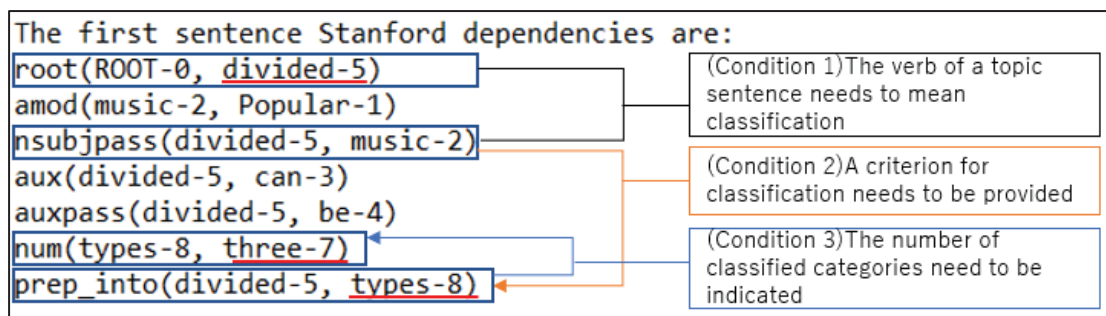 The first sentence Stanford dependencies are:
root(ROOT-0, divided-5)
amod(music-2, Popular-1)
nsubjpass(divided-5, music-2)
aux(divided-5, can-3)
auxpass(divided-5, be-4)
num(types-8, three-7)
prep_into(divided-5, types-8)
(Condition 1)The verb of a topic
sentence needs to mean
classification
(Condition 2)A criterion for
classification needs to be provided
(Condition 3)The number of
classified categories need to be
indicated